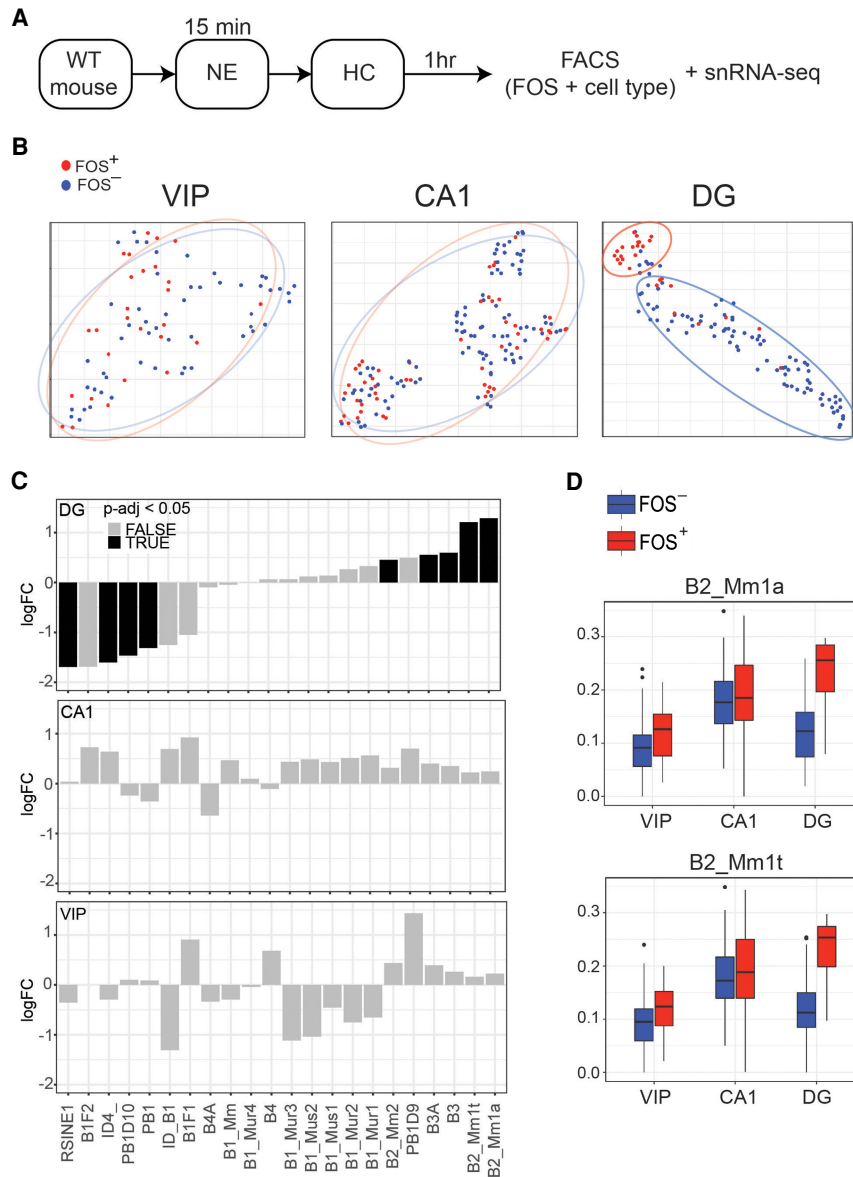 A
WT
mouse
15 min
NE
HC
1hr
FACS
(FOS + cell type)
+ snRNA-seq
B
FOS+
FOS−
VIP
CA1
DG
C
DG
p-adj < 0.05
FALSE
TRUE
logFC
1
0
-1
-2
CA1
logFC
1
0
-1
-2
VIP
logFC
1
0
-1
-2
RSINE1
B1F2
ID4_
PB1D10
PB1
ID_B1
B1F1
B4A
B1_Mm
B1_Mur4
B4
B1_Mur3
B1_Mus2
B1_Mus1
B1_Mur2
B1_Mur1
B2_Mm2
PB1D9
B3A
B3
B2_Mm1t
B2_Mm1a
D
FOS−
FOS+
B2_Mm1a
0.3
0.2
0.1
0.0
VIP
CA1
DG
B2_Mm1t
0.3
0.2
0.1
0.0
VIP
CA1
DG